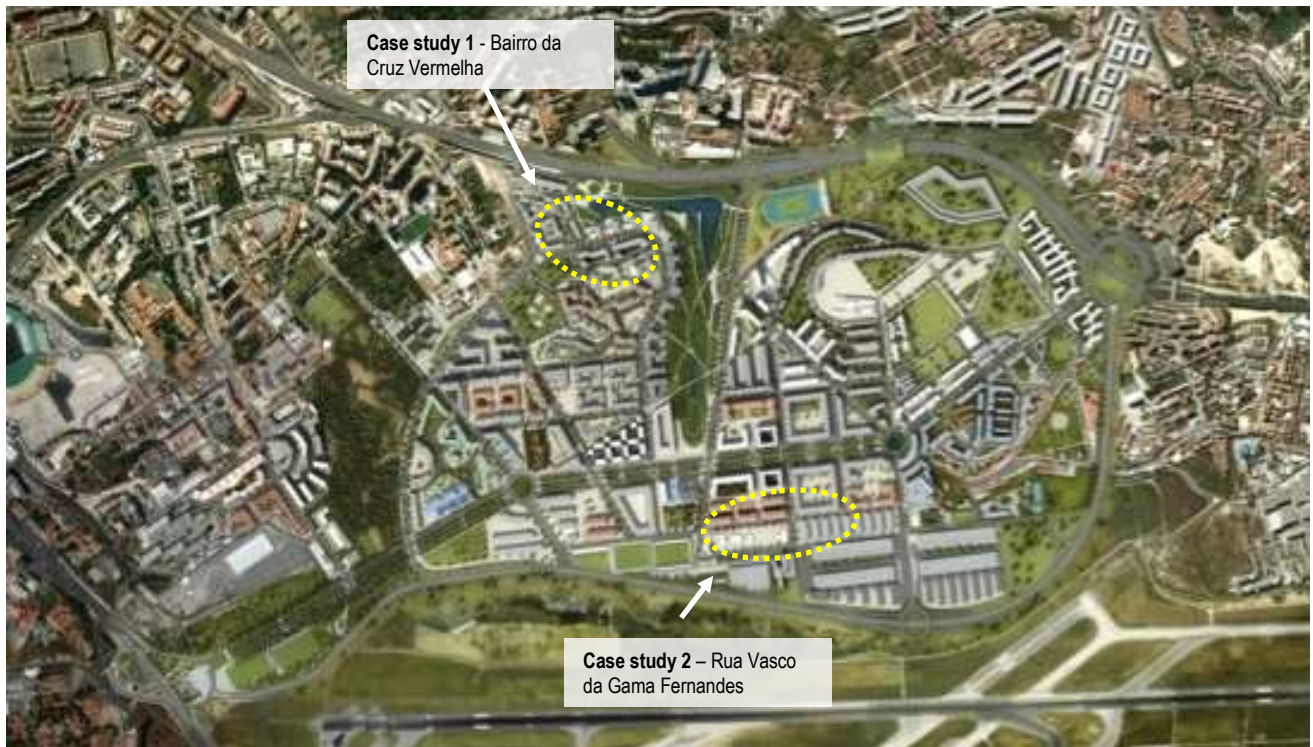 Case study 1 - Bairro da
Cruz Vermelha
Case study 2 – Rua Vasco
da Gama Fernandes